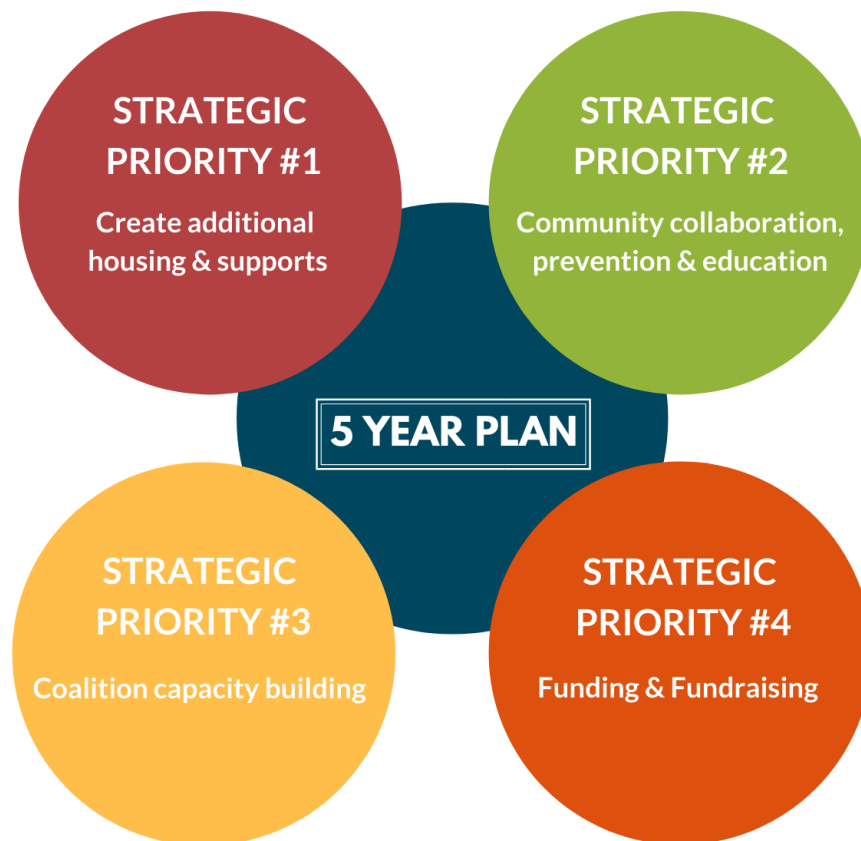 STRATEGIC
PRIORITY #1
Create additional
housing & supports
STRATEGIC
PRIORITY #2
Community collaboration,
prevention & education
5 YEAR PLAN
STRATEGIC
PRIORITY #3
Coalition capacity building
STRATEGIC
PRIORITY #4
Funding & Fundraising